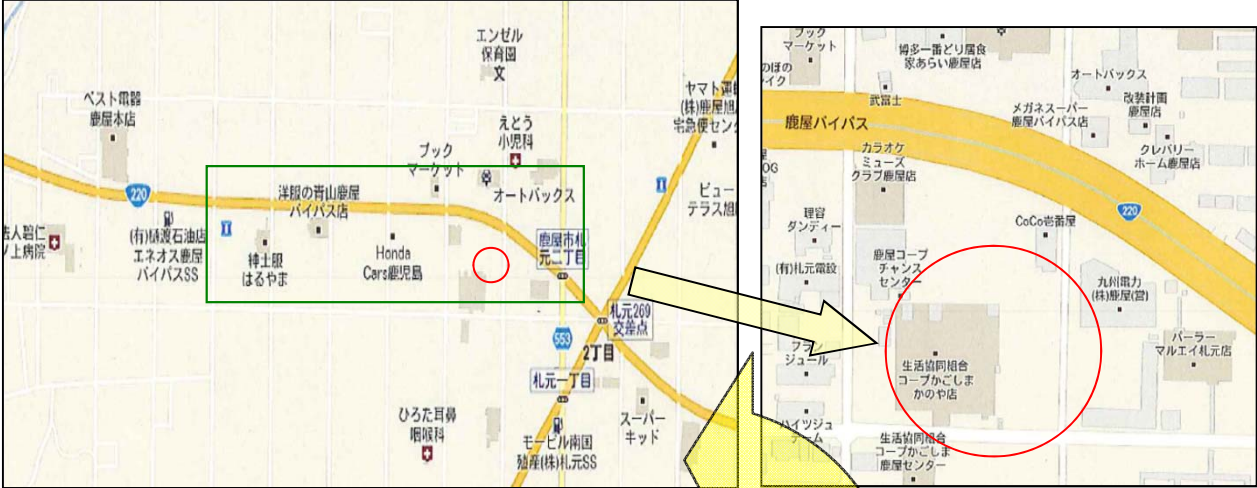 エンゼル
保育園
文
ベスト電器
鹿屋本店
えとう
小児科
ブック
マーケット
オートバックス
宅急便セン
ビュー
220
洋服の青山鹿屋
バイパス店
(有)樋渡石油店
エネオス鹿屋
バイパスSS
紳士服
はるやま
Honda
Cars鹿児島
鹿屋市札
元二丁目
札元269
交差点
553
2丁目
札元一丁目
ひろた耳鼻
咽喉科
モービル南国
殖産(株)札元SS
スーパー
キッド
ブック
マーケット
博多一番どり居食
家あらい鹿屋店
武富士
オートバックス
メガネスーパー
鹿屋バイパス店
改装計画
鹿屋店
クレバリー
ホーム鹿屋店
鹿屋バイパス
カラオケ
ミューズ
クラブ鹿屋店
220
理容
ダンディー
CoCo壱番屋
(有)札元電設
鹿屋コープ
チャンス
センター
九州電力
(株)鹿屋(営)
フラン
ジュール
生活協同組合
コープかごしま
かのや店
パーラー
マルエイ札元店
生活協同組合
コープかごしま
鹿屋センター